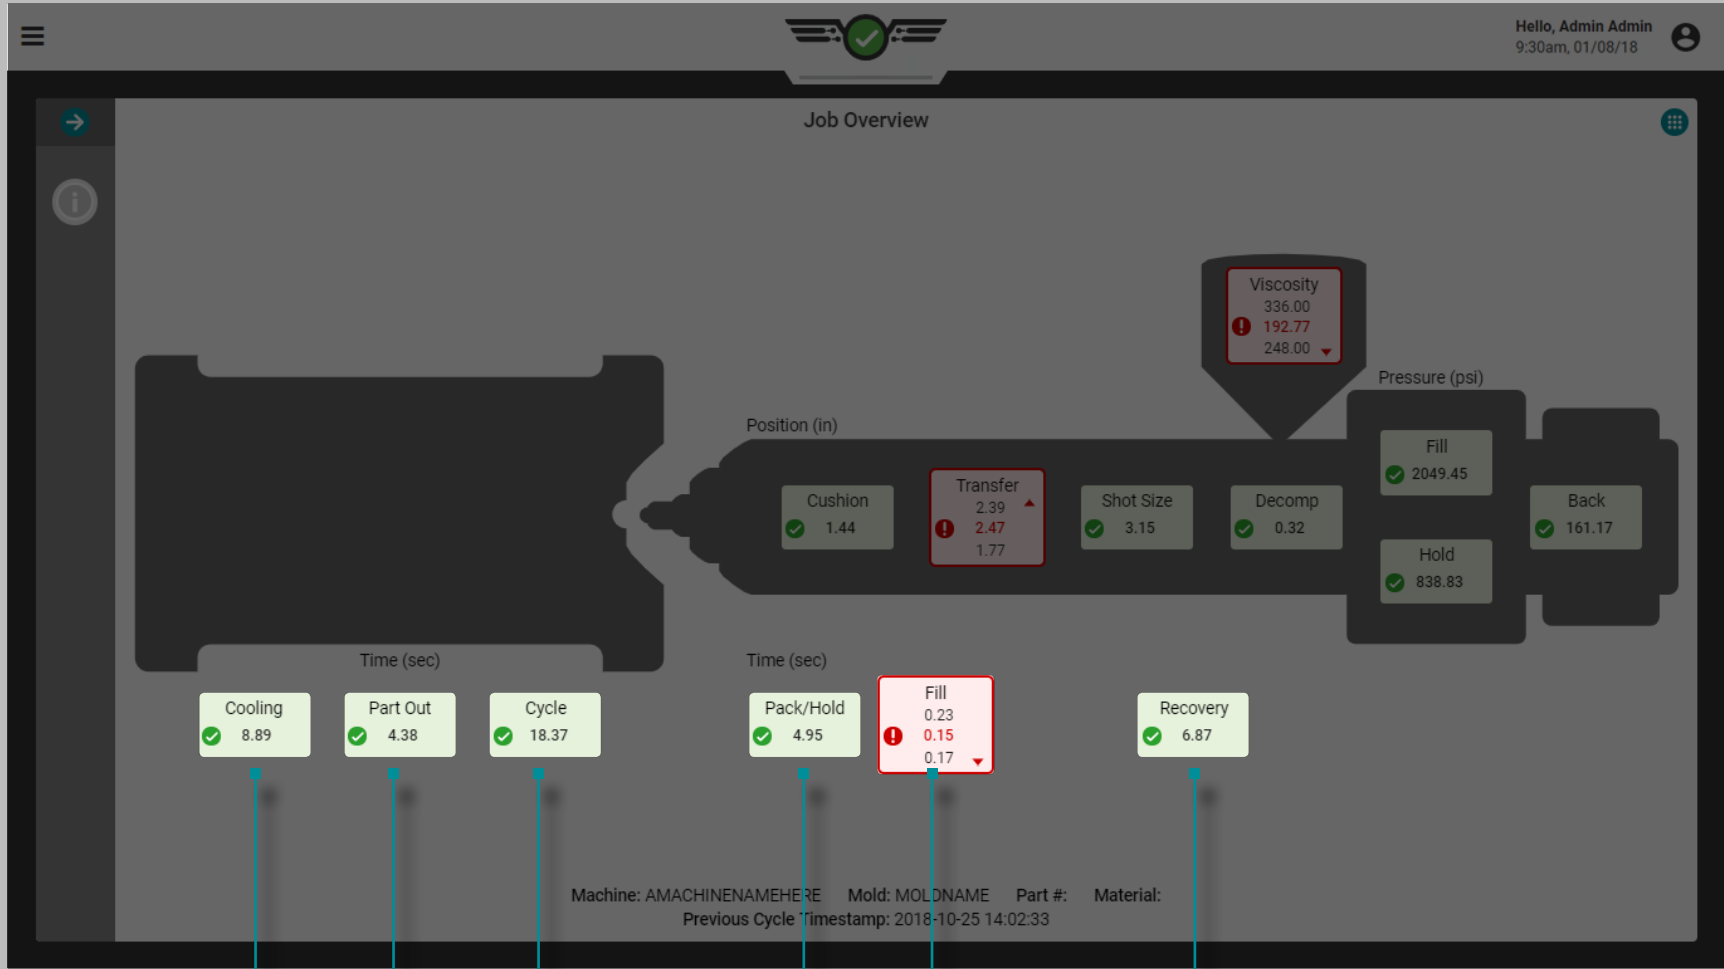 Hello, Admin Admin
9:30am, 01/08/18
Job Overview
Viscosity
336.00
192.77
248.00
Pressure (psi)
Position (in)
Fill
2049.45
Cushion
1.44
Transfer
2.39
2.47
1.77
Shot Size
3.15
Decomp
0.32
Back
161.17
Hold
838.83
Time (sec)
Time (sec)
Cooling
8.89
Part Out
4.38
Cycle
18.37
Pack/Hold
4.95
Fill
0.23
0.15
0.17
Recovery
6.87
Machine: AMACHINENAMEHERE Mold: MOLDNAME Part #: Material:
Previous Cycle Timestamp: 2018-10-25 14:02:33